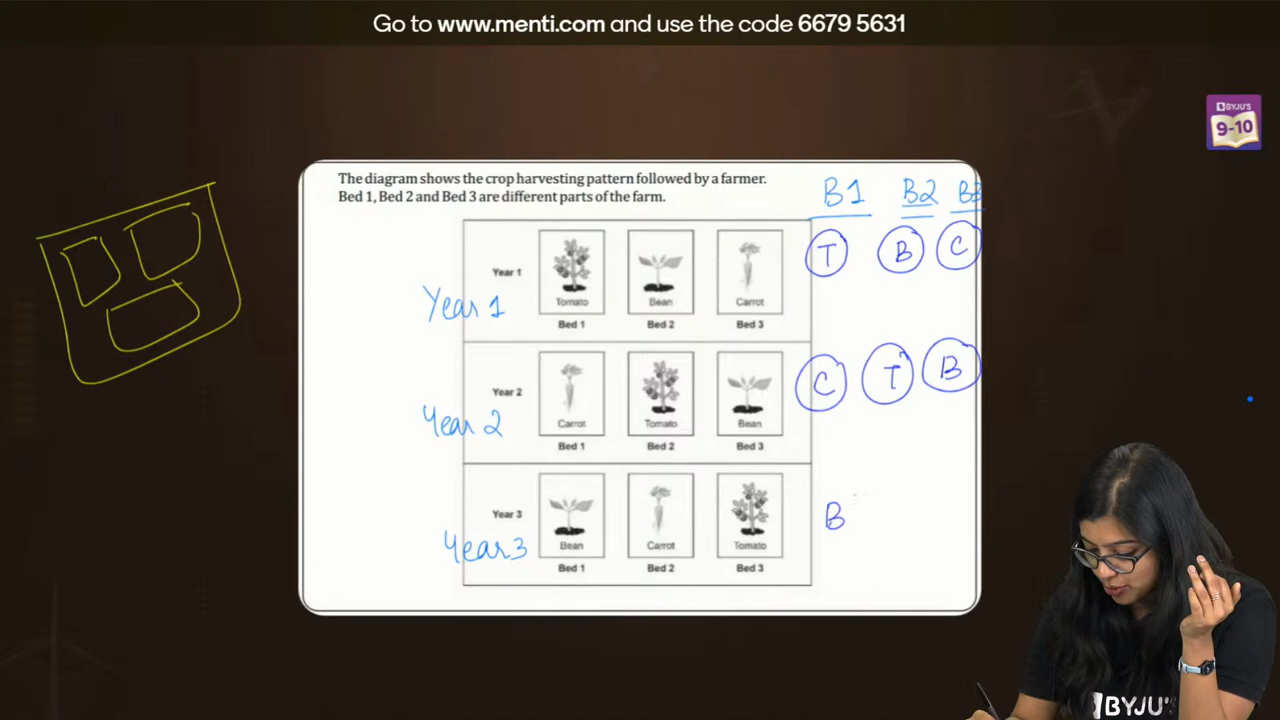 Go to www.menti.com and use the code 6679 5631
BYJU'S
9-10
The diagram shows the crop harvesting pattern followed by a farmer.
Bed 1, Bed 2 and Bed 3 are different parts of the farm.
B1 B2 B3
Year 1
Tomato Bean Carrot
Bed 1 Bed 2 Bed 3
T B C
Year 1
Year 2
Carrot Tomato Bean
Bed 1 Bed 2 Bed 3
C T B
Year 2
Year 3
Bean Carrot Tomato
Bed 1 Bed 2 Bed 3
B
Year 3
BYJU'S